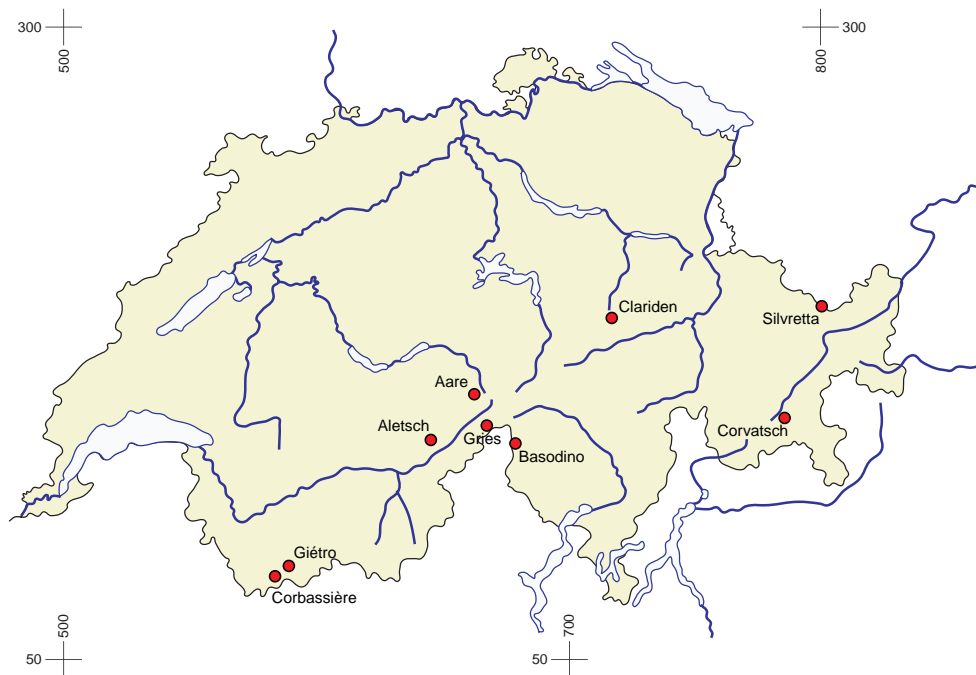 300
500
800
300
Clariden
Silvretta
Aare
Aletsch
Gries
Basodino
Corvatsch
Giétro
Corbassière
50
500
50
700